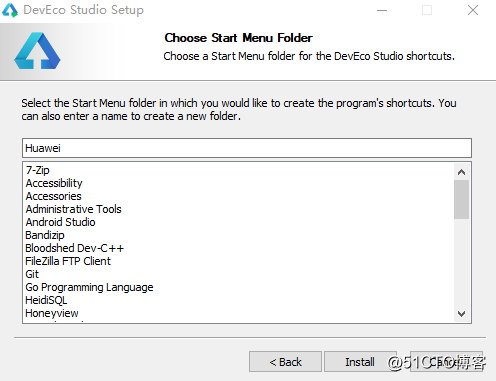 DevEco Studio Setup
Choose Start Menu Folder
Choose a Start Menu folder for the DevEco Studio shortcuts.
Select the Start Menu folder in which you would like to create the program's shortcuts. You
can also enter a name to create a new folder.
Huawei
7-Zip
Accessibility
Accessories
Administrative Tools
Android Studio
Bandizip
Bloodshed Dev-C++
FileZilla FTP Client
Git
Go Programming Language
HeidiSQL
Honeyview
< Back Install Cancel
@51CTO博客